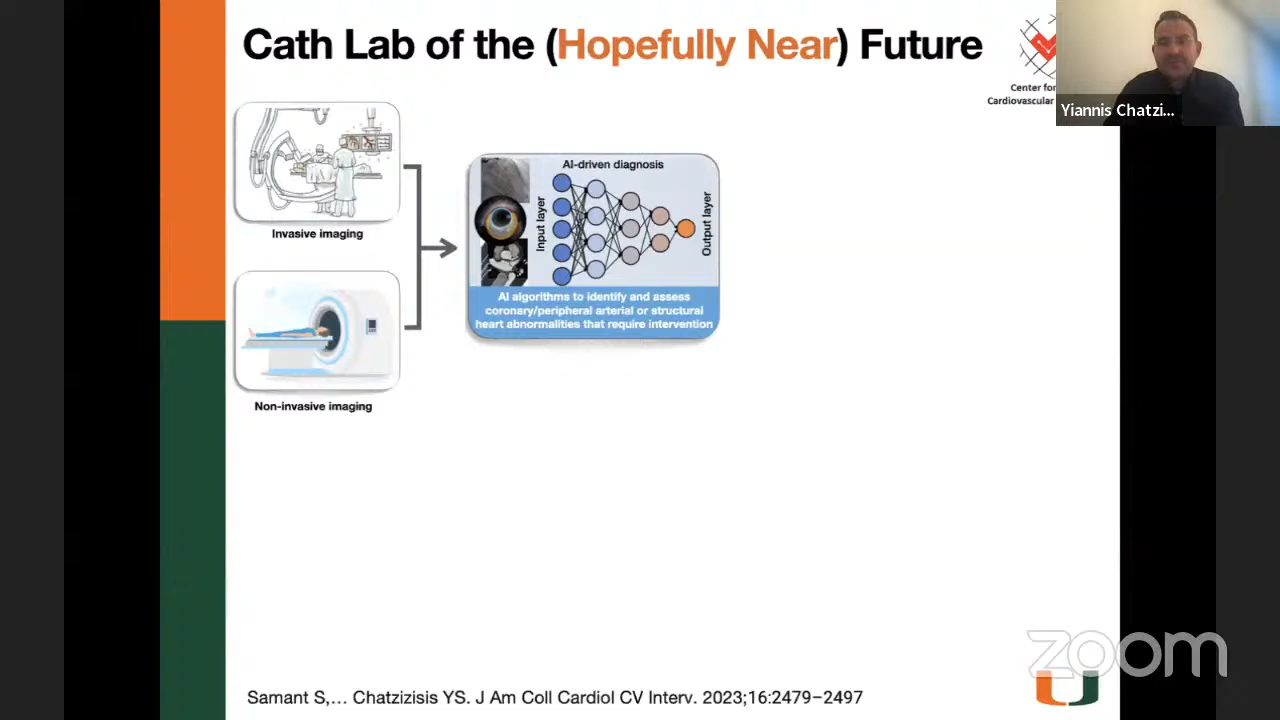 Cath Lab of the (Hopefully Near) Future
Center for
Cardiovascular
Yiannis Chatzi...
Invasive imaging
Non-invasive imaging
AI-driven diagnosis
Input layer
Output layer
AI algorithms to identify and assess
coronary/peripheral arterial or structural
heart abnormalities that require intervention
zoom
Samant S,... Chatzizisis YS. J Am Coll Cardiol CV Interv. 2023;16:2479–2497